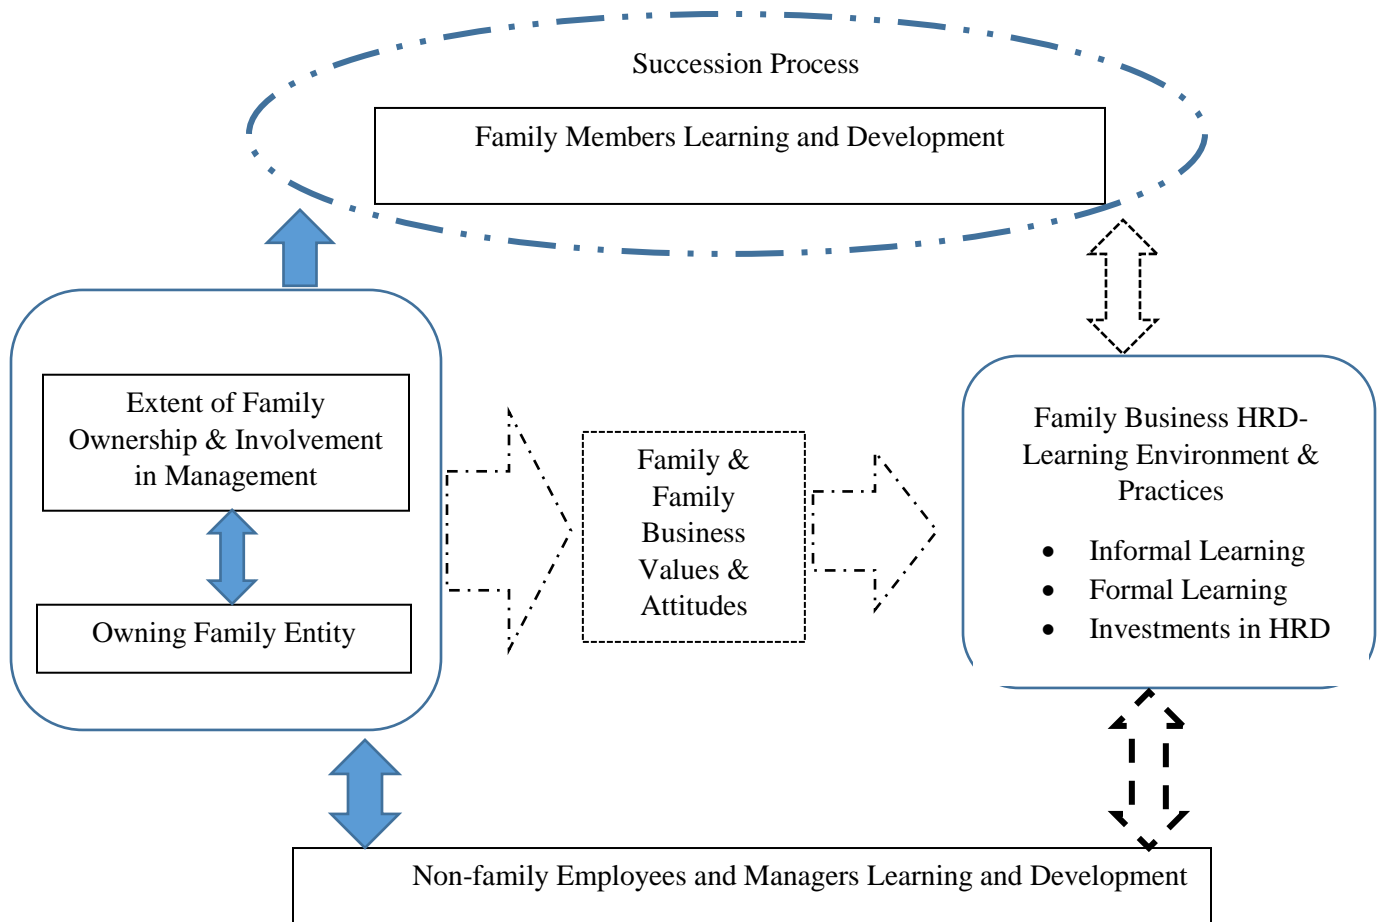 Succession Process
Family Members Learning and Development
Extent of Family
Ownership & Involvement
in Management
Owning Family Entity
Family &
Family
Business
Values &
Attitudes
Family Business HRD-
Learning Environment &
Practices
• Informal Learning
• Formal Learning
• Investments in HRD
Non-family Employees and Managers Learning and Development